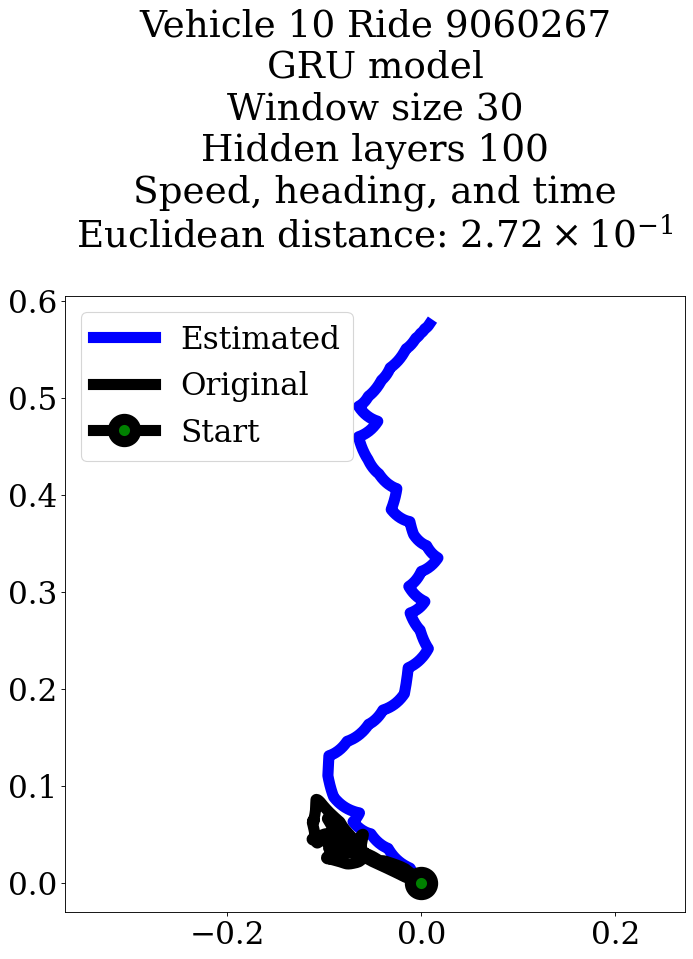 Vehicle 10 Ride 9060267
GRU model
Window size 30
Hidden layers 100
Speed, heading, and time
Euclidean distance: 2.72 × 10⁻¹
0.6
Estimated
Original
0.5
Start
0.4
0.3
0.2
0.1
0.0
−0.2 0.0 0.2